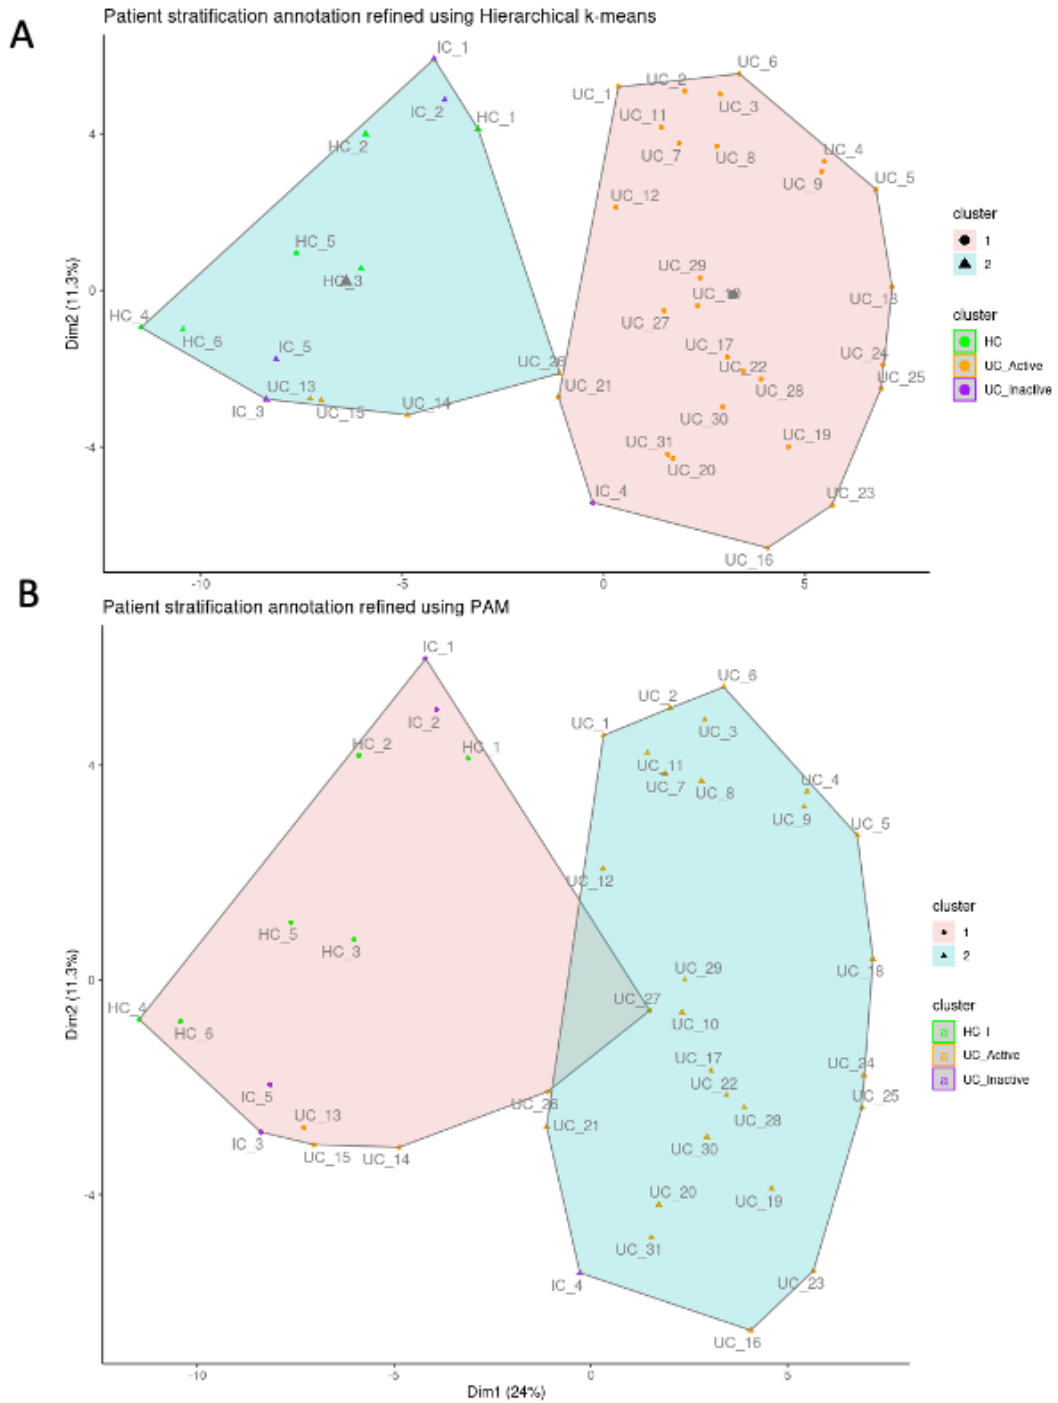 A
Patient stratification annotation refined using Hierarchical k-means
IC_1
IC_2
HC_1
HC_2
HC_5
HC_3
HC_4
HC_6
IC_5
IC_3
UC_13
UC_15
UC_14
UC_26
UC_21
UC_1
UC_2
UC_6
UC_3
UC_11
UC_7
UC_8
UC_4
UC_9
UC_5
UC_12
UC_29
UC_10
UC_18
UC_27
UC_17
UC_22
UC_28
UC_24
UC_25
UC_30
UC_31
UC_20
UC_19
IC_4
UC_23
UC_16
4
0
-4
Dim2 (11.3%)
-10
-5
0
5
cluster
1
2
cluster
HC
UC_Active
UC_Inactive
B
Patient stratification annotation refined using PAM
IC_1
IC_2
HC_2
HC_1
HC_5
HC_3
HC_4
HC_6
IC_5
IC_3
UC_13
UC_15
UC_14
UC_26
UC_21
UC_1
UC_2
UC_6
UC_3
UC_11
UC_7
UC_8
UC_4
UC_9
UC_5
UC_12
UC_29
UC_27
UC_10
UC_18
UC_17
UC_22
UC_28
UC_24
UC_25
UC_30
UC_20
UC_19
UC_31
IC_4
UC_23
UC_16
4
0
-4
Dim2 (11.3%)
-10
-5
0
5
Dim1 (24%)
cluster
1
2
cluster
a HC_I
a UC_Active
a UC_Inactive